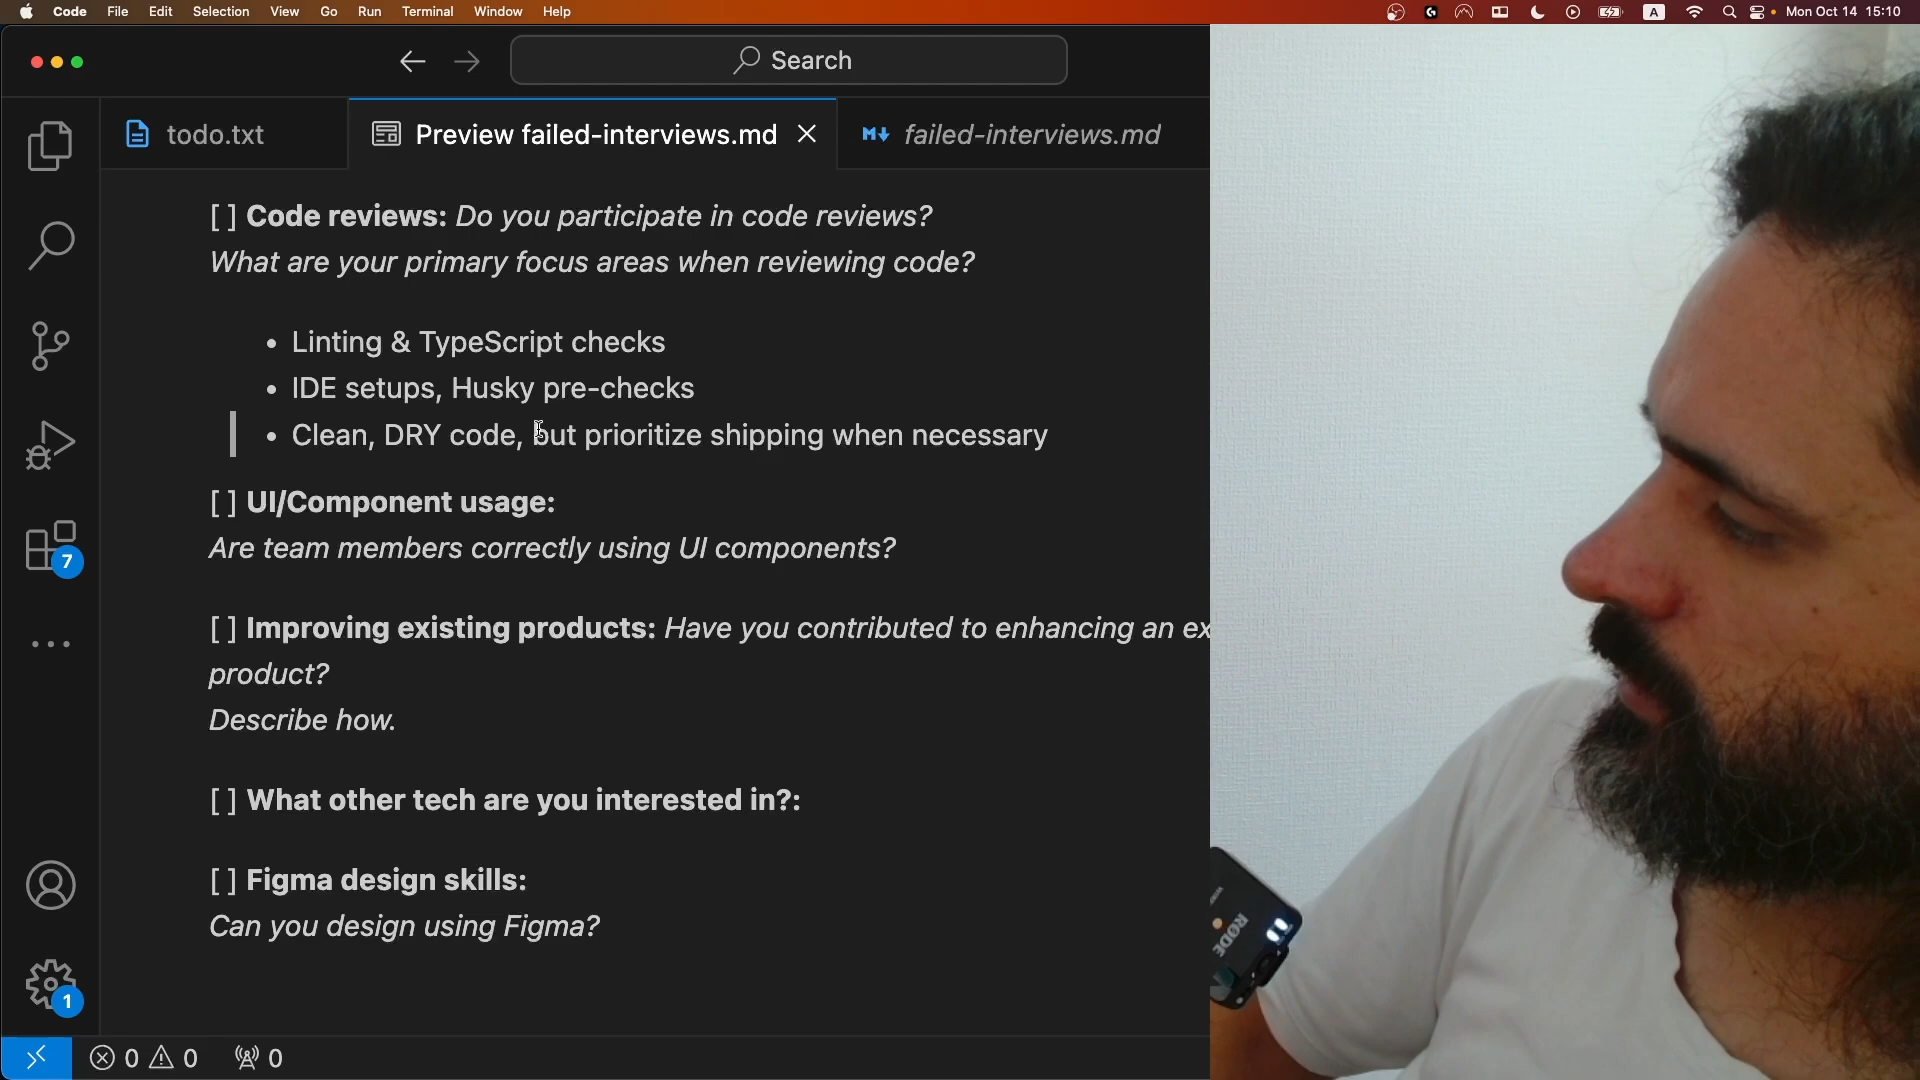 Code File Edit Selection View Go Run Terminal Window Help A Mon Oct 14 15:10
Search
todo.txt Preview failed-interviews.md failed-interviews.md
[ ] Code reviews: Do you participate in code reviews?
What are your primary focus areas when reviewing code?
• Linting & TypeScript checks
• IDE setups, Husky pre-checks
• Clean, DRY code, but prioritize shipping when necessary
[ ] UI/Component usage:
Are team members correctly using UI components?
7
[ ] Improving existing products: Have you contributed to enhancing an ex
product?
Describe how.
[ ] What other tech are you interested in?:
[ ] Figma design skills:
Can you design using Figma?
RØDE
1
0 0 0